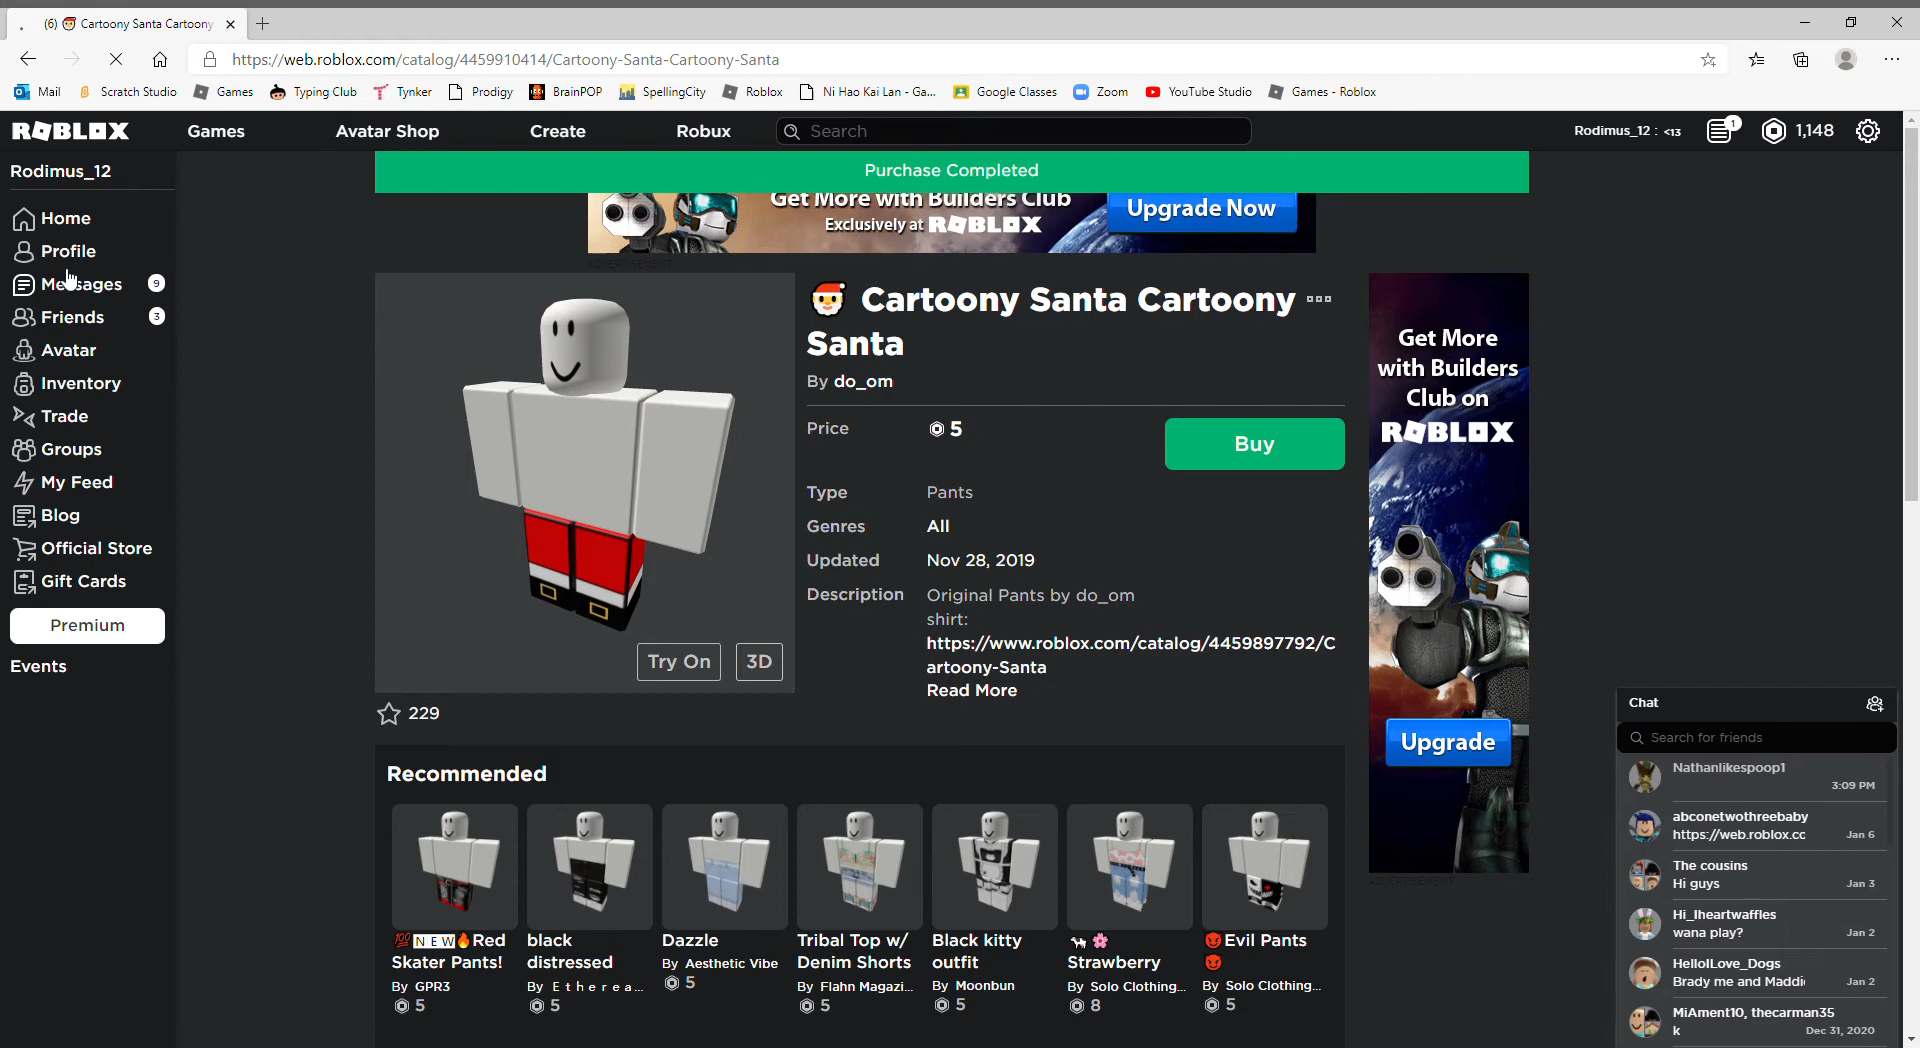 (6) 🎅 Cartoony Santa Cartoony
https://web.roblox.com/catalog/4459910414/Cartoony-Santa-Cartoony-Santa
Mail
Scratch Studio
Games
Typing Club
Tynker
Prodigy
BrainPOP
SpellingCity
Roblox
Ni Hao Kai Lan - Ga...
Google Classes
Zoom
YouTube Studio
Games - Roblox
ROBLOX
Games
Avatar Shop
Create
Robux
Search
Rodimus_12 : <13
1
1,148
Rodimus_12
Home
Profile
Messages
9
Friends
3
Avatar
Inventory
Trade
Groups
My Feed
Blog
Official Store
Gift Cards
Premium
Events
Purchase Completed
Get More with Builders Club
Exclusively at ROBLOX
Upgrade Now
ADVERTISEMENT
🎅 Cartoony Santa Cartoony
Santa
By do_om
Price
5
Buy
Type
Pants
Genres
All
Updated
Nov 28, 2019
Description
Original Pants by do_om
shirt:
https://www.roblox.com/catalog/4459897792/C
artoony-Santa
Read More
Try On
3D
229
Get More
with Builders
Club on
ROBLOX
Upgrade
ADVERTISEMENT
Recommended
💯 N E W 🔥Red
Skater Pants!
By GPR3
5
black
distressed
By E t h e r e a...
5
Dazzle
By Aesthetic Vibe
5
Tribal Top w/
Denim Shorts
By Flahn Magazi...
5
Black kitty
outfit
By Moonbun
5
🐄🌸
Strawberry
By Solo Clothing...
8
😈Evil Pants
😈
By Solo Clothing...
5
Chat
Search for friends
Nathanlikespoop1
3:09 PM
abconetwothreebaby
https://web.roblox.cc
Jan 6
The cousins
Hi guys
Jan 3
Hi_Iheartwaffles
wana play?
Jan 2
HelloILove_Dogs
Brady me and Maddi
Jan 2
MiAment10, thecarman35
k
Dec 31, 2020